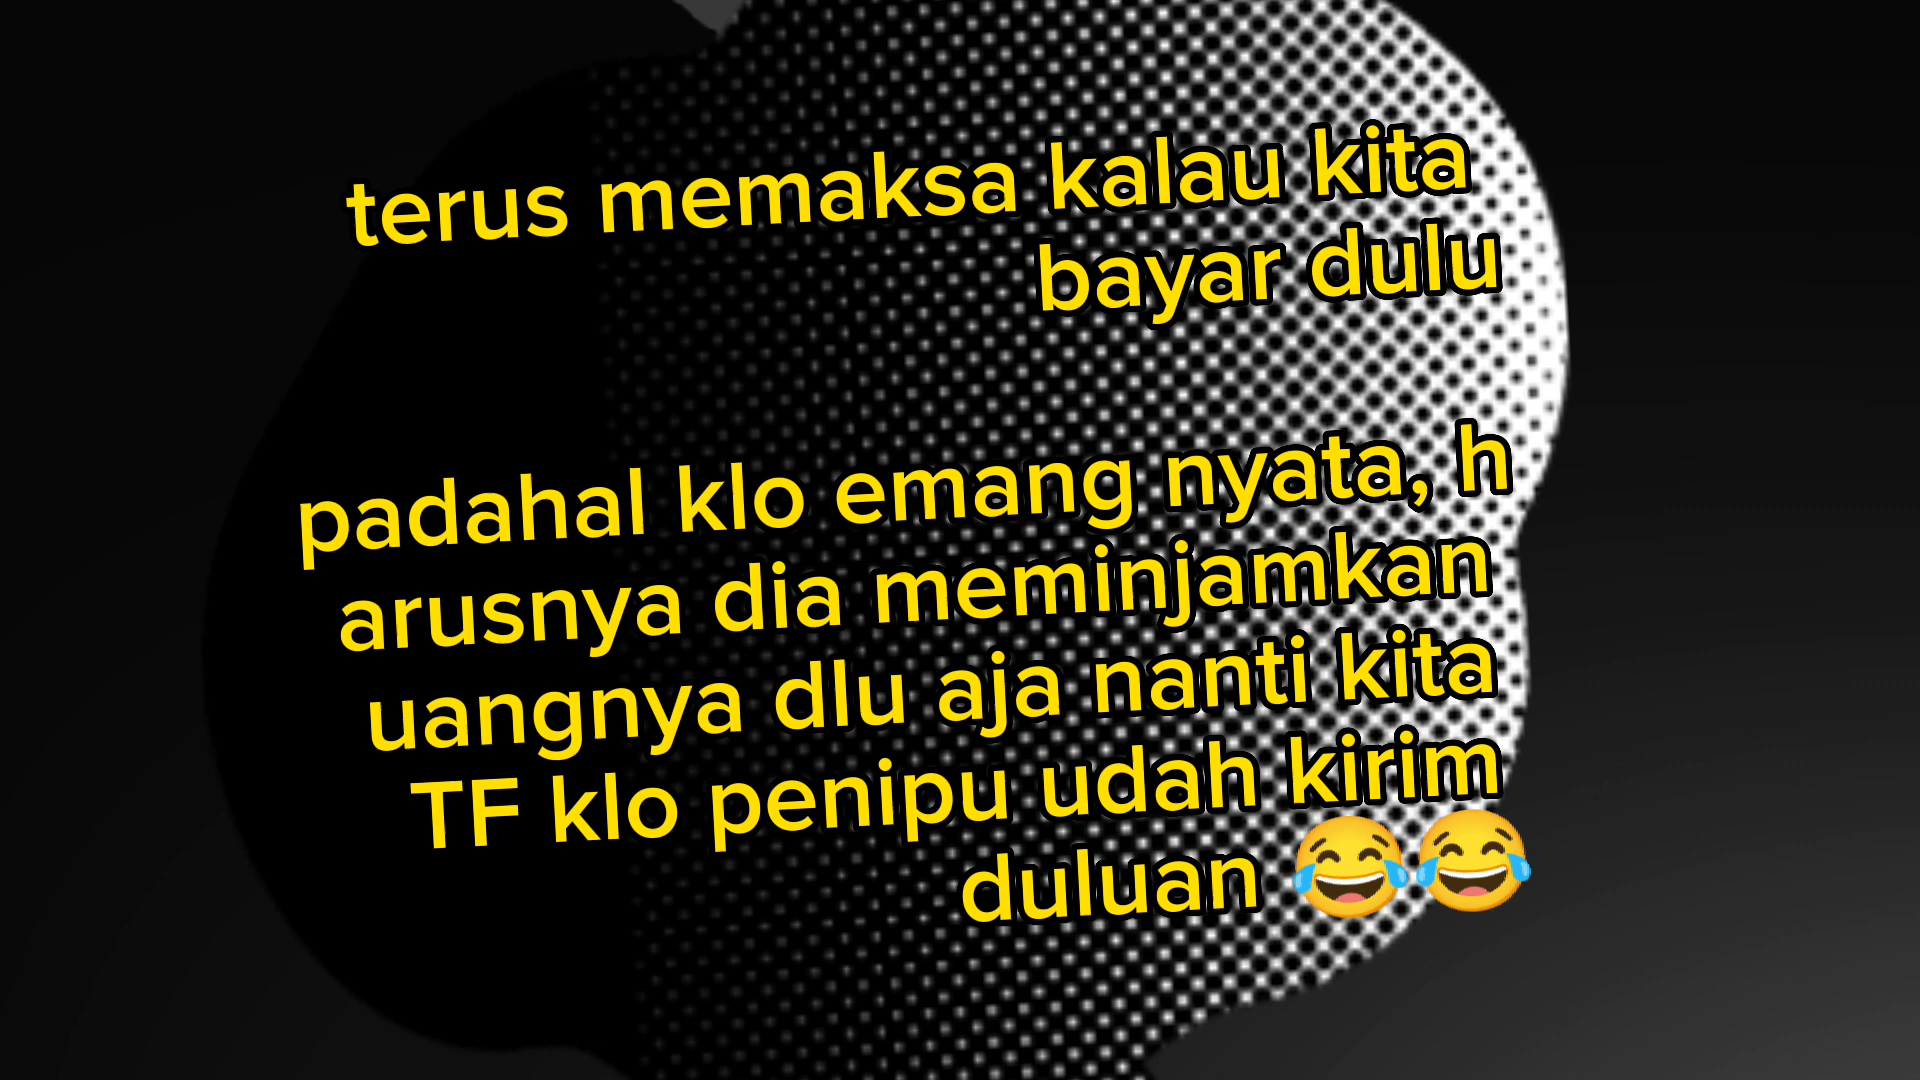 terus memaksa kalau kita
bayar dulu
padahal klo emang nyata, h
arusnya dia meminjamkan
uangnya dlu aja nanti kita
TF klo penipu udah kirim
duluan 😂😂